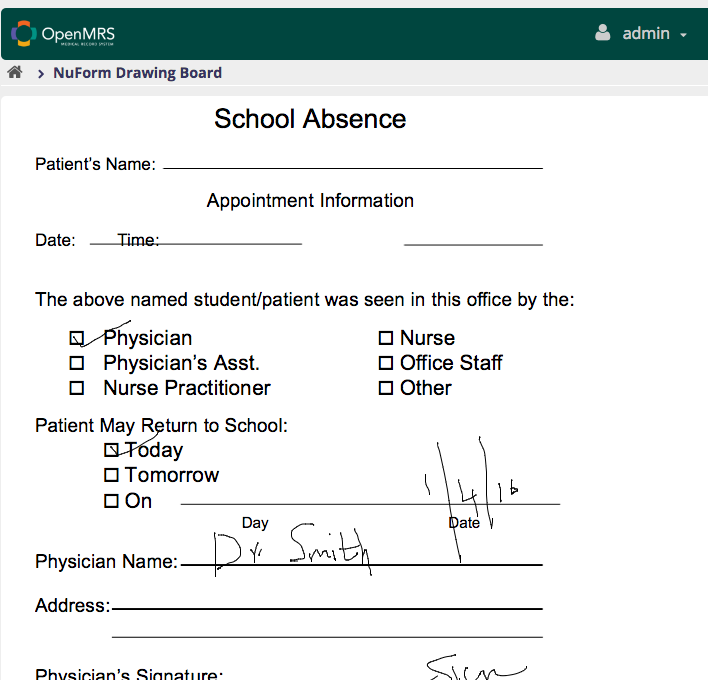 OpenMRS
MEDICAL RECORD SYSTEM
admin
NuForm Drawing Board
School Absence
Patient's Name:
Appointment Information
Date: Time:
The above named student/patient was seen in this office by the:
Physician Nurse
Physician's Asst. Office Staff
Nurse Practitioner Other
Patient May Return to School:
Today
Tomorrow
On 1/4/16
Day Date
Physician Name: Dr. Smith
Address:
Physician's Signature: